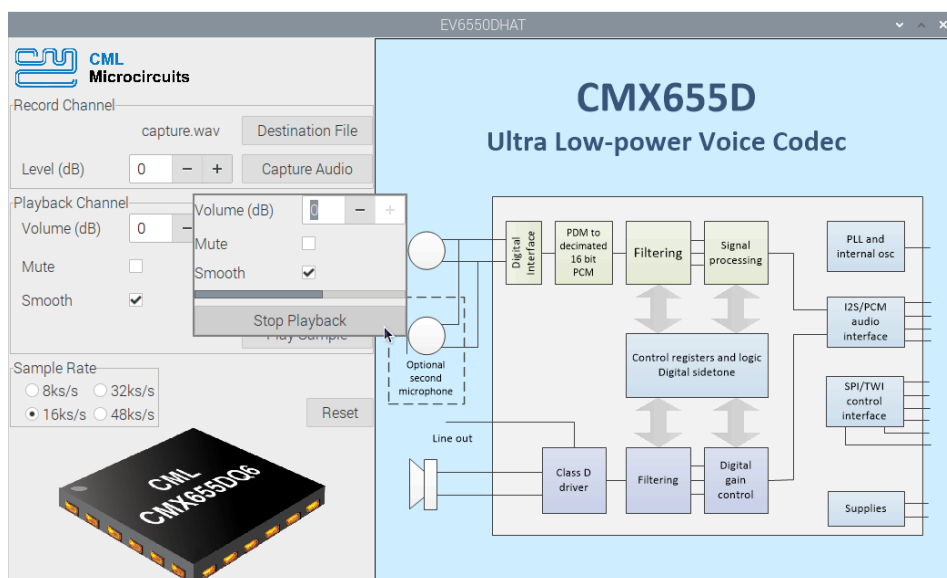 EV6550DHAT
CML
Microcircuits
Record Channel
capture.wav
Destination File
Level (dB)
0
Capture Audio
Playback Channel
Volume (dB)
0
Mute
Smooth
Volume (dB)
0
Mute
Smooth
Stop Playback
Play Sample
Sample Rate
8ks/s
32ks/s
16ks/s
48ks/s
Reset
CML
CMX655DQ6
CMX655D
Ultra Low-power Voice Codec
Digital
Interface
PDM to
decimated
16 bit
PCM
Filtering
Signal
processing
PLL and
internal osc
I2S/PCM
audio
interface
Control registers and logic
Digital sidetone
SPI/TWI
control
interface
Optional
second
microphone
Line out
Class D
driver
Filtering
Digital
gain
control
Supplies